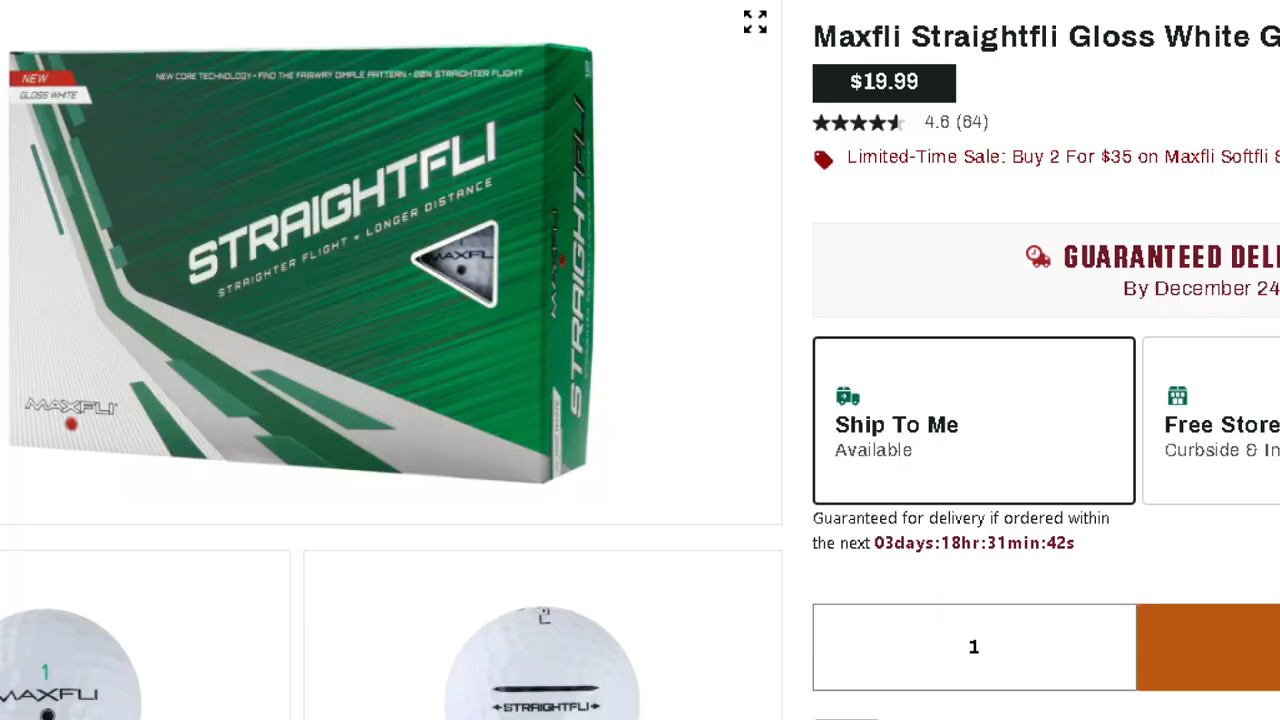 NEW
GLOSS WHITE
NEW CORE TECHNOLOGY • FIND THE FAIRWAY DIMPLE PATTERN • 20% STRAIGHTER FLIGHT
STRAIGHTFLI
STRAIGHTER FLIGHT • LONGER DISTANCE
MAXFLI
MAXFLI
STRAIGHTFLI
MAXFLI
1
MAXFLI
STRAIGHTFLI
Maxfli Straightfli Gloss White G
$19.99
4.6 (64)
Limited-Time Sale: Buy 2 For $35 on Maxfli Softfli &
GUARANTEED DELI
By December 24
Ship To Me
Available
Free Store
Curbside & In
Guaranteed for delivery if ordered within
the next 03days:18hr:31min:42s
1